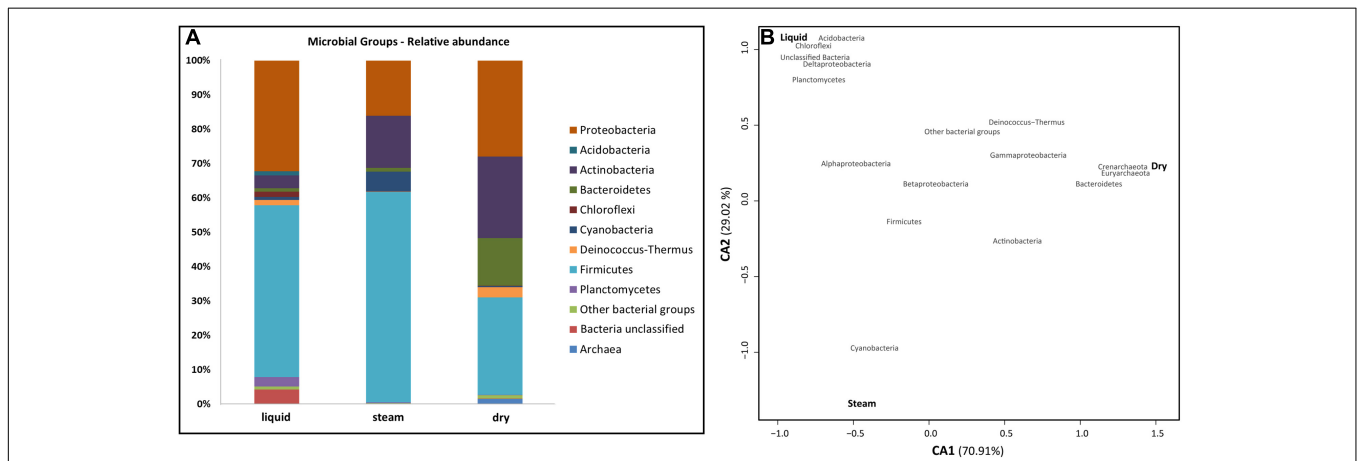 A
Microbial Groups - Relative abundance
100%
90%
80%
70%
60%
50%
40%
30%
20%
10%
0%
liquid
steam
dry
Proteobacteria
Acidobacteria
Actinobacteria
Bacteroidetes
Chloroflexi
Cyanobacteria
Deinococcus-Thermus
Firmicutes
Planctomycetes
Other bacterial groups
Bacteria unclassified
Archaea
B
Liquid
Acidobacteria
Chloroflexi
Unclassified Bacteria
Deltaproteobacteria
Planctomycetes
Deinococcus−Thermus
Other bacterial groups
Gammaproteobacteria
Alphaproteobacteria
Crenarchaeota
Dry
Euryarchaeota
Betaproteobacteria
Bacteroidetes
Firmicutes
Actinobacteria
Cyanobacteria
Steam
CA2 (29.02 %)
1.0
0.5
0.0
−0.5
−1.0
−1.0
−0.5
0.0
0.5
1.0
1.5
CA1 (70.91%)